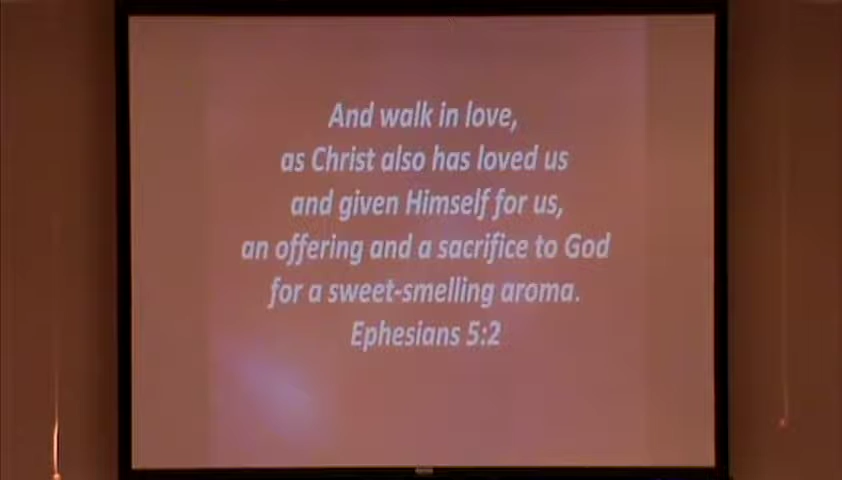 And walk in love,
as Christ also has loved us
and given Himself for us,
an offering and a sacrifice to God
for a sweet-smelling aroma.
Ephesians 5:2